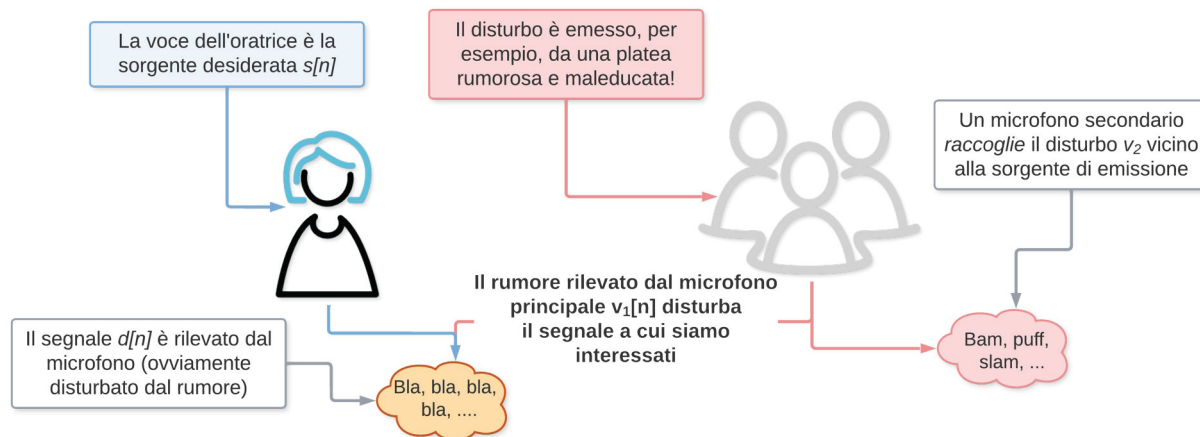 La voce dell'oratrice è la
sorgente desiderata s[n]
Il disturbo è emesso, per
esempio, da una platea
rumorosa e maleducata!
Un microfono secondario
raccoglie il disturbo v₂ vicino
alla sorgente di emissione
Il rumore rilevato dal microfono
principale v₁[n] disturba
il segnale a cui siamo
interessati
Il segnale d[n] è rilevato dal
microfono (ovviamente
disturbato dal rumore)
Bla, bla, bla,
bla, ....
Bam, puff,
slam, ...